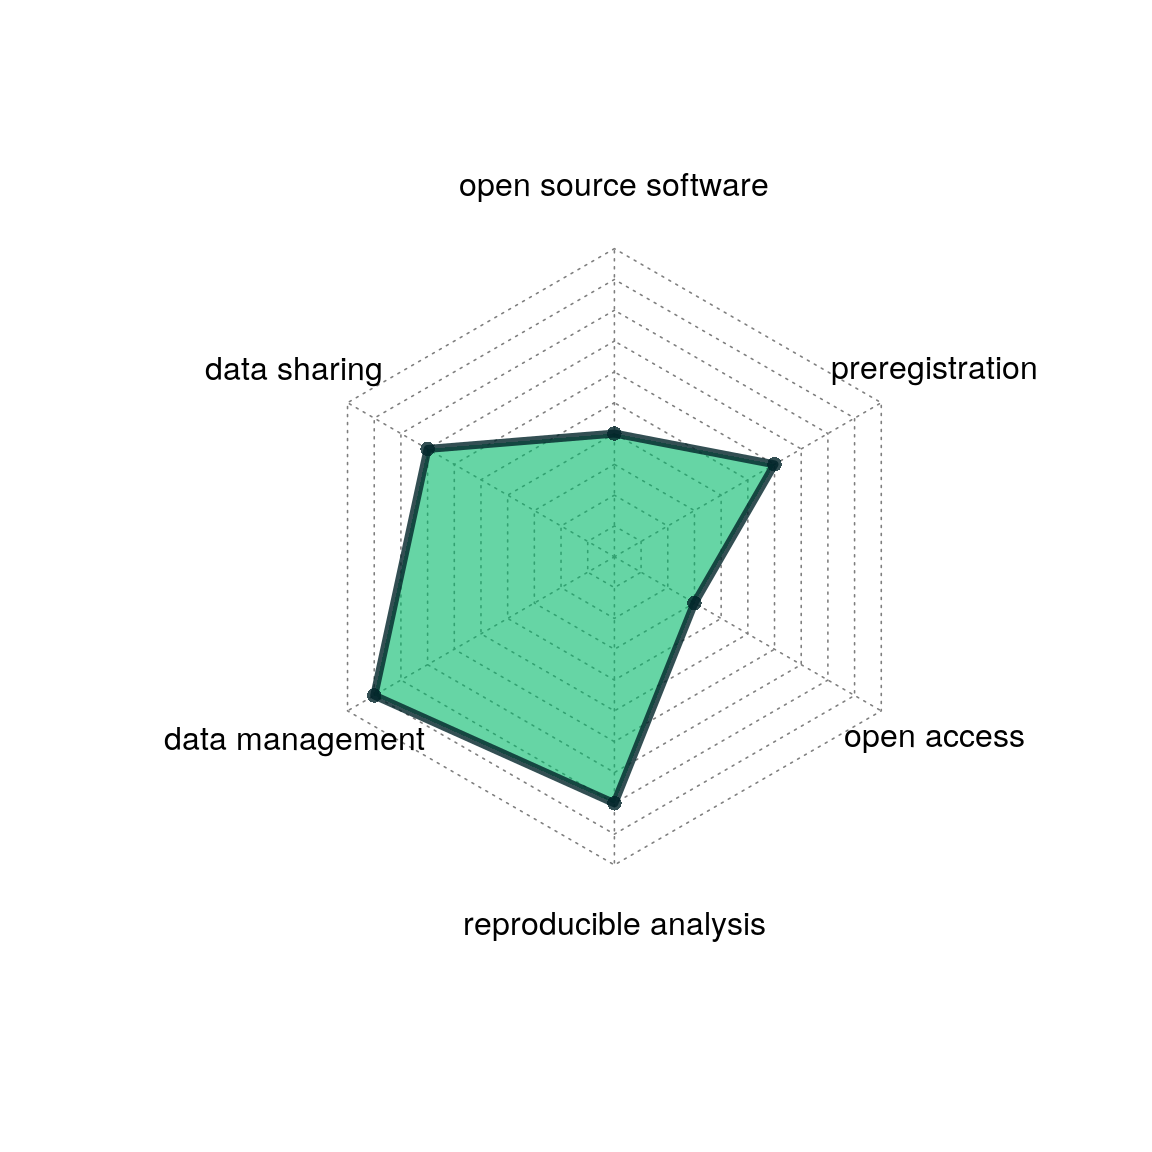 open source software
data sharing
preregistration
data management
open access
reproducible analysis